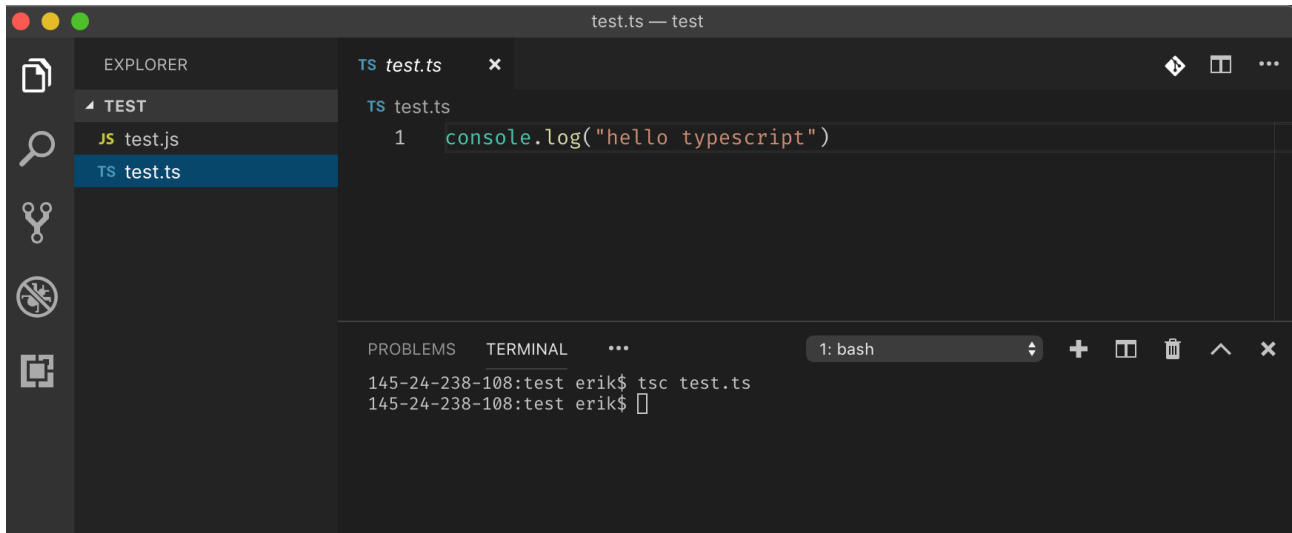 test.ts — test
EXPLORER
TEST
JS test.js
TS test.ts
TS test.ts
TS test.ts
1 console.log("hello typescript")
PROBLEMS TERMINAL 1: bash
145-24-238-108:test erik$ tsc test.ts
145-24-238-108:test erik$